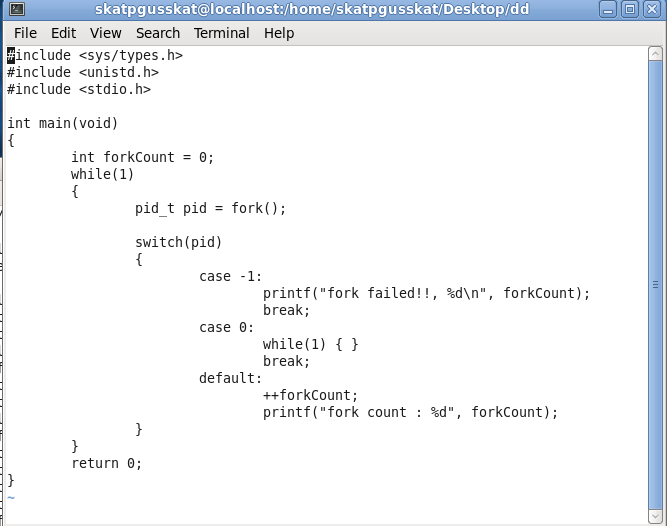 skatpgusskat@localhost:/home/skatpgusskat/Desktop/dd
File Edit View Search Terminal Help
#include <sys/types.h>
#include <unistd.h>
#include <stdio.h>

int main(void)
{
        int forkCount = 0;
        while(1)
        {
                pid_t pid = fork();

                switch(pid)
                {
                        case -1:
                                printf("fork failed!!, %d\n", forkCount);
                                break;
                        case 0:
                                while(1) { }
                                break;
                        default:
                                ++forkCount;
                                printf("fork count : %d", forkCount);
                }
        }
        return 0;
}
~